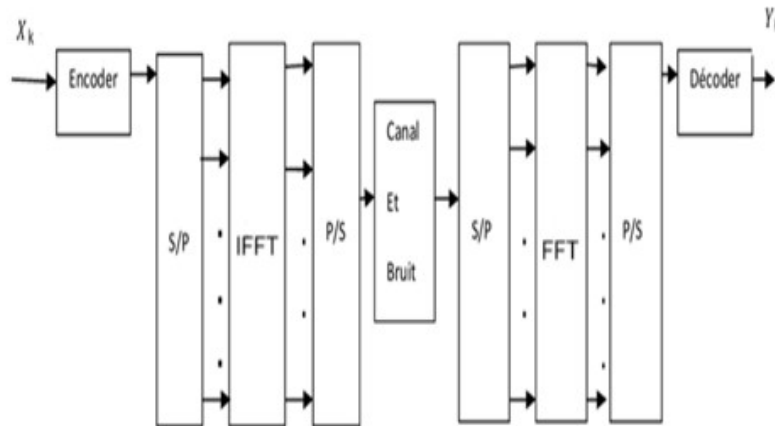 X_k
Encoder
S/P
IFFT
P/S
Canal
Et
Bruit
S/P
FFT
P/S
Décoder